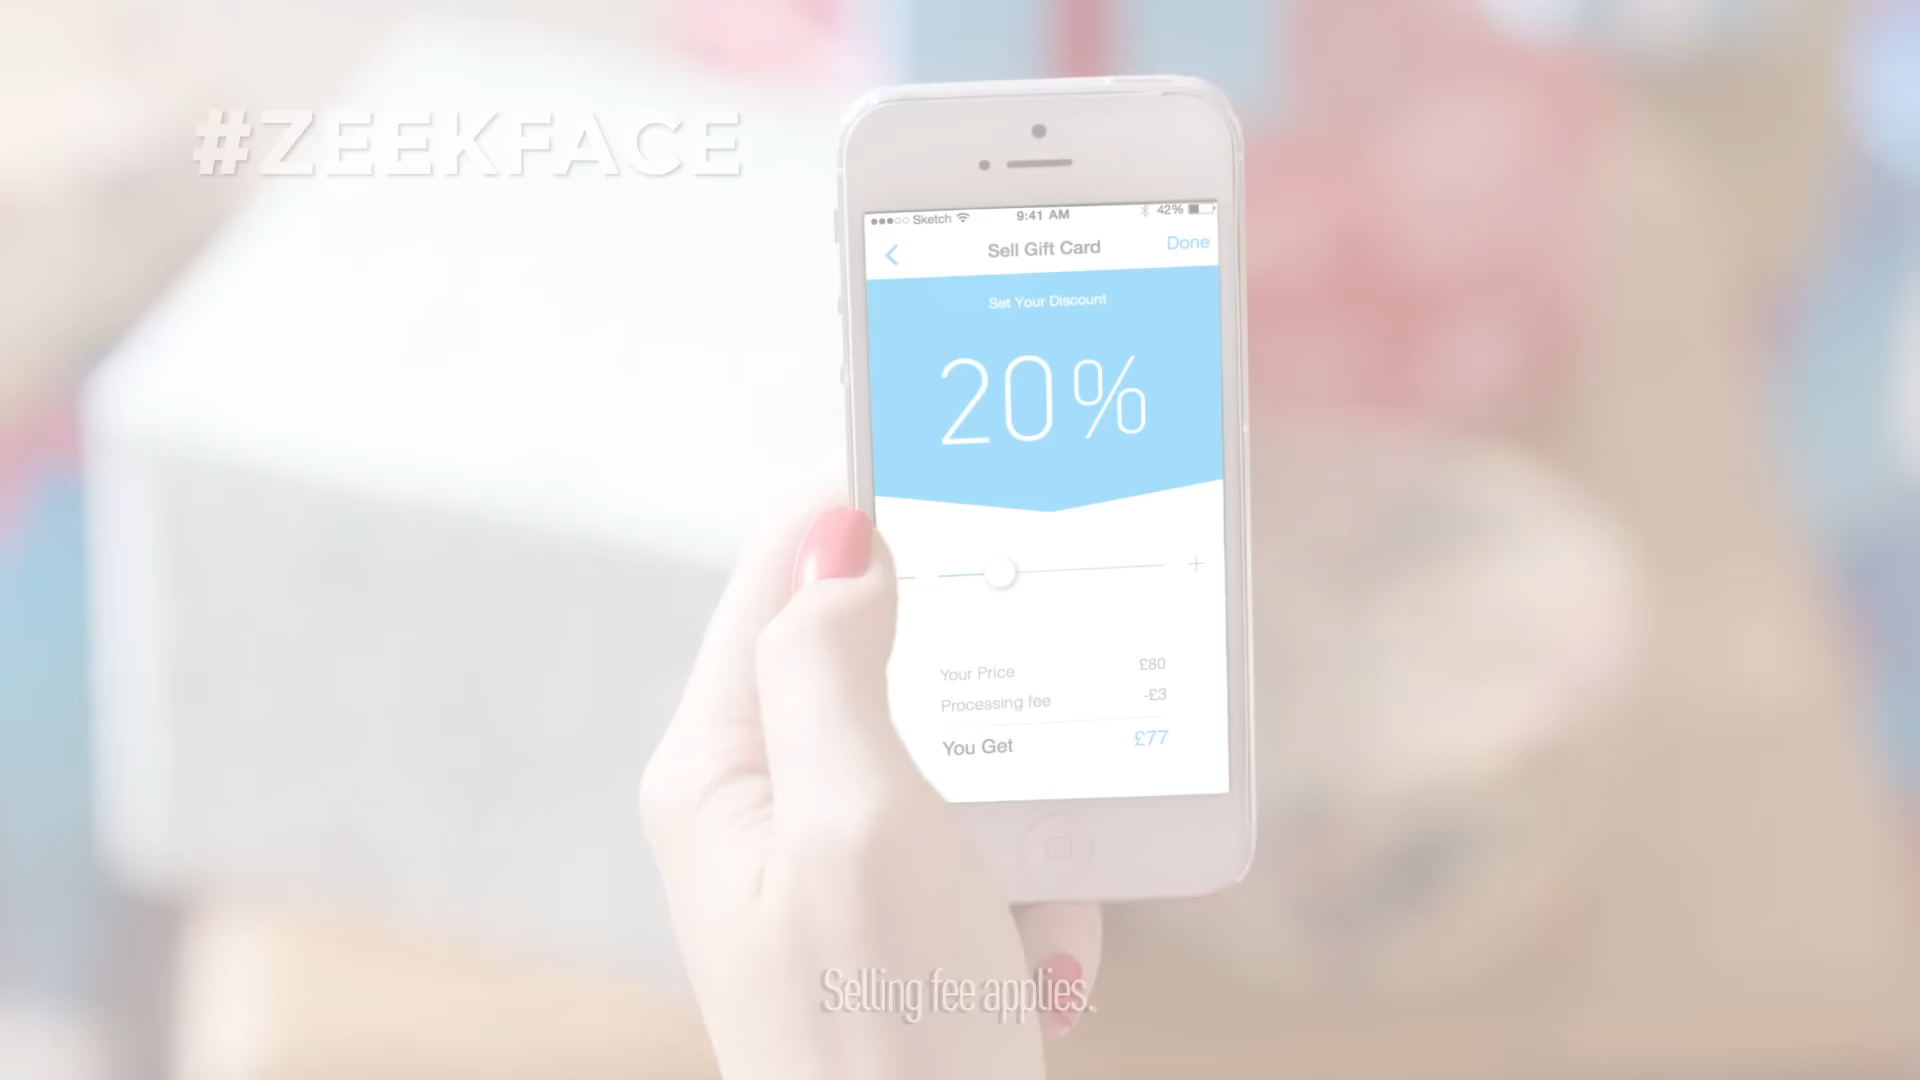 #ZEEKFACE
Sketch 9:41 AM 42%
Sell Gift Card Done
Set Your Discount
20%
− +
Your Price £80
Processing fee -£3
You Get £77
Selling fee applies.